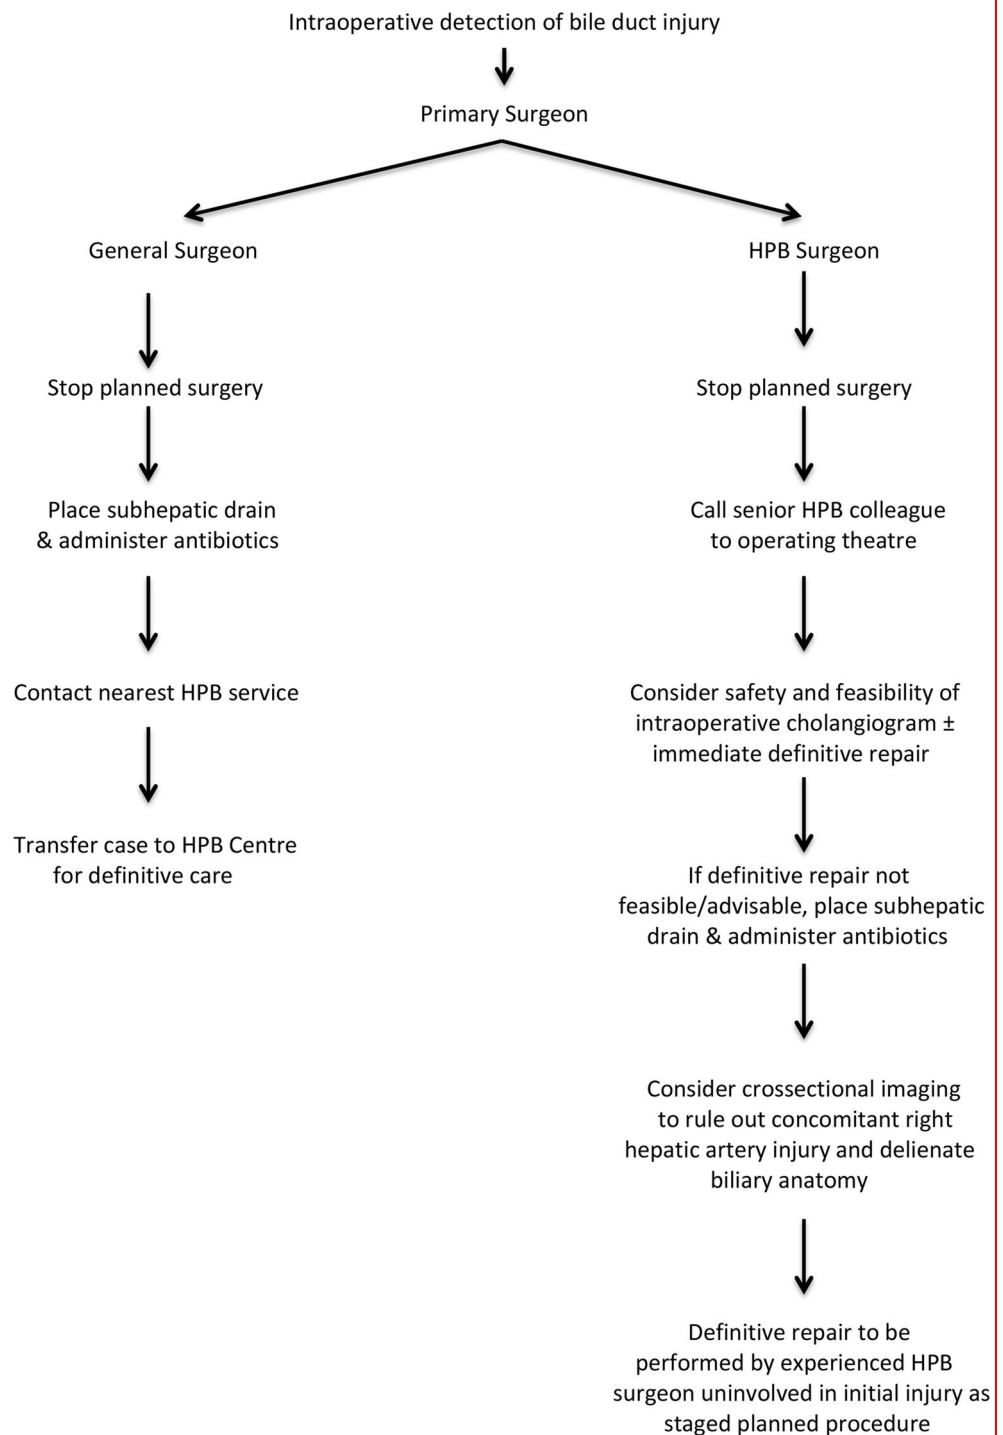 Intraoperative detection of bile duct injury
Primary Surgeon
General Surgeon
Stop planned surgery
Place subhepatic drain
& administer antibiotics
Contact nearest HPB service
Transfer case to HPB Centre
for definitive care
HPB Surgeon
Stop planned surgery
Call senior HPB colleague
to operating theatre
Consider safety and feasibility of
intraoperative cholangiogram ±
immediate definitive repair
If definitive repair not
feasible/advisable, place subhepatic
drain & administer antibiotics
Consider crossectional imaging
to rule out concomitant right
hepatic artery injury and delienate
biliary anatomy
Definitive repair to be
performed by experienced HPB
surgeon uninvolved in initial injury as
staged planned procedure